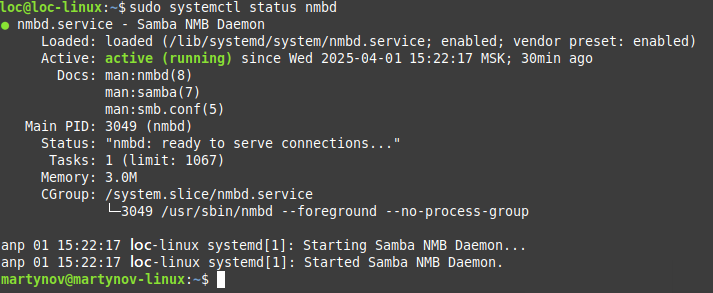 loc@loc-linux:~$ sudo systemctl status nmbd
● nmbd.service - Samba NMB Daemon
Loaded: loaded (/lib/systemd/system/nmbd.service; enabled; vendor preset: enabled)
Active: active (running) since Wed 2025-04-01 15:22:17 MSK; 30min ago
Docs: man:nmbd(8)
man:samba(7)
man:smb.conf(5)
Main PID: 3049 (nmbd)
Status: "nmbd: ready to serve connections..."
Tasks: 1 (limit: 1067)
Memory: 3.0M
CGroup: /system.slice/nmbd.service
└─3049 /usr/sbin/nmbd --foreground --no-process-group
апр 01 15:22:17 loc-linux systemd[1]: Starting Samba NMB Daemon...
апр 01 15:22:17 loc-linux systemd[1]: Started Samba NMB Daemon.
martynov@martynov-linux:~$